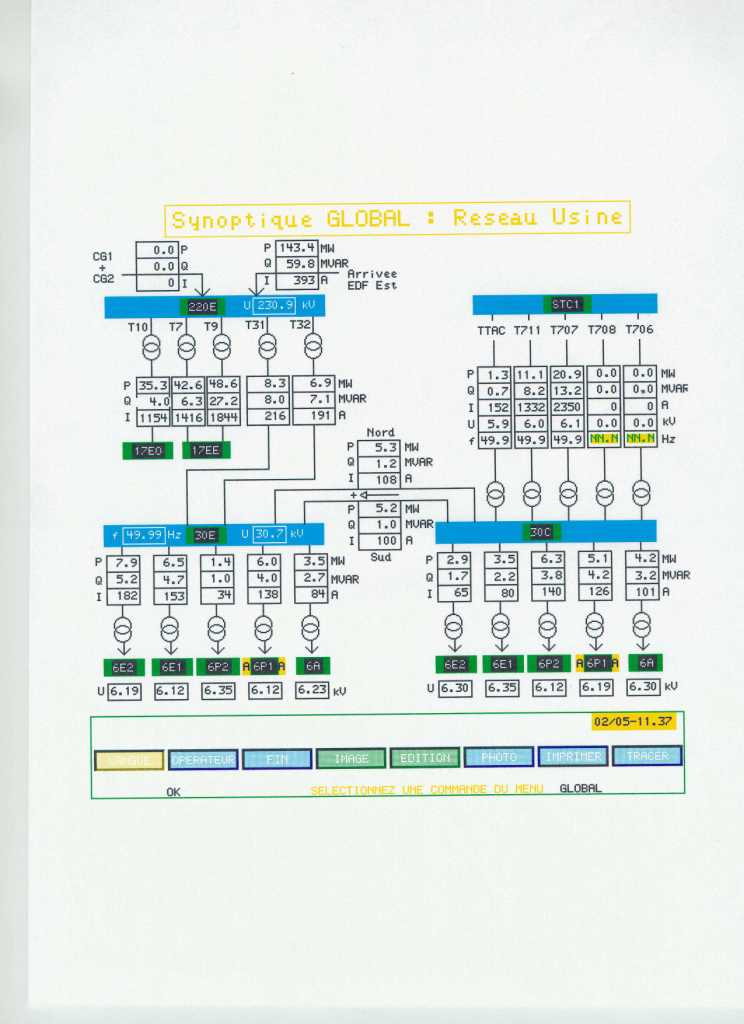 Synoptique GLOBAL : Reseau Usine
CG1 + CG2
0.0 P
0.0 Q
0 I
P 143.4 MW
Q 59.8 MVAR
I 393 A
Arrivee EDF Est
220E U 230.9 kV
STC1
T10 T7 T9 T31 T32
TTAC T711 T707 T708 T706
P 35.3 42.6 48.6 8.3 6.9 MW
Q 4.0 6.3 27.2 8.0 7.1 MVAR
I 1154 1416 1844 216 191 A
P 1.3 11.1 20.9 0.0 0.0 MW
Q 0.7 8.2 13.2 0.0 0.0 MVAR
I 152 1332 2350 0 0 A
U 5.9 6.0 6.1 0.0 0.0 kV
f 49.9 49.9 49.9 NN.N NN.N Hz
17EO 17EE
Nord
P 5.3 MW
Q 1.2 MVAR
I 108 A
+
P 5.2 MW
Q 1.0 MVAR
I 100 A
Sud
f 49.99 Hz 30E U 30.7 kV
30C
P 7.9 6.5 1.4 6.0 3.5 MW
Q 5.2 4.7 1.0 4.0 2.7 MVAR
I 182 153 34 138 84 A
P 2.9 3.5 6.3 5.1 4.2 MW
Q 1.7 2.2 3.8 4.2 3.2 MVAR
I 65 80 140 126 101 A
6E2 6E1 6P2 A 6P1 A 6A
U 6.19 6.12 6.35 6.12 6.23 kV
6E2 6E1 6P2 A 6P1 A 6A
U 6.30 6.35 6.12 6.19 6.30 kV
02/05-11.37
LANGUE OPERATEUR FIN IMAGE EDITION PHOTO IMPRIMER TRACER
OK SELECTIONNEZ UNE COMMANDE DU MENU GLOBAL